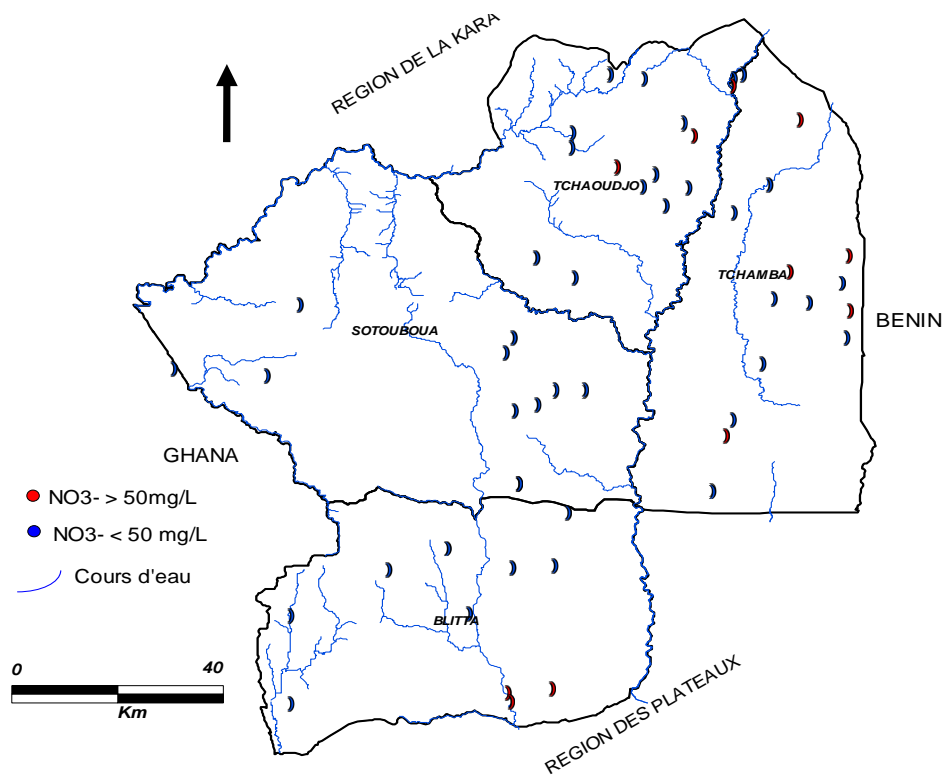 REGION DE LA KARA
TCHAOUDJO
TCHAMBA
BENIN
SOTOUBOUA
GHANA
NO3- > 50mg/L
NO3- < 50 mg/L
Cours d'eau
BLITTA
0 40
Km
REGION DES PLATEAUX